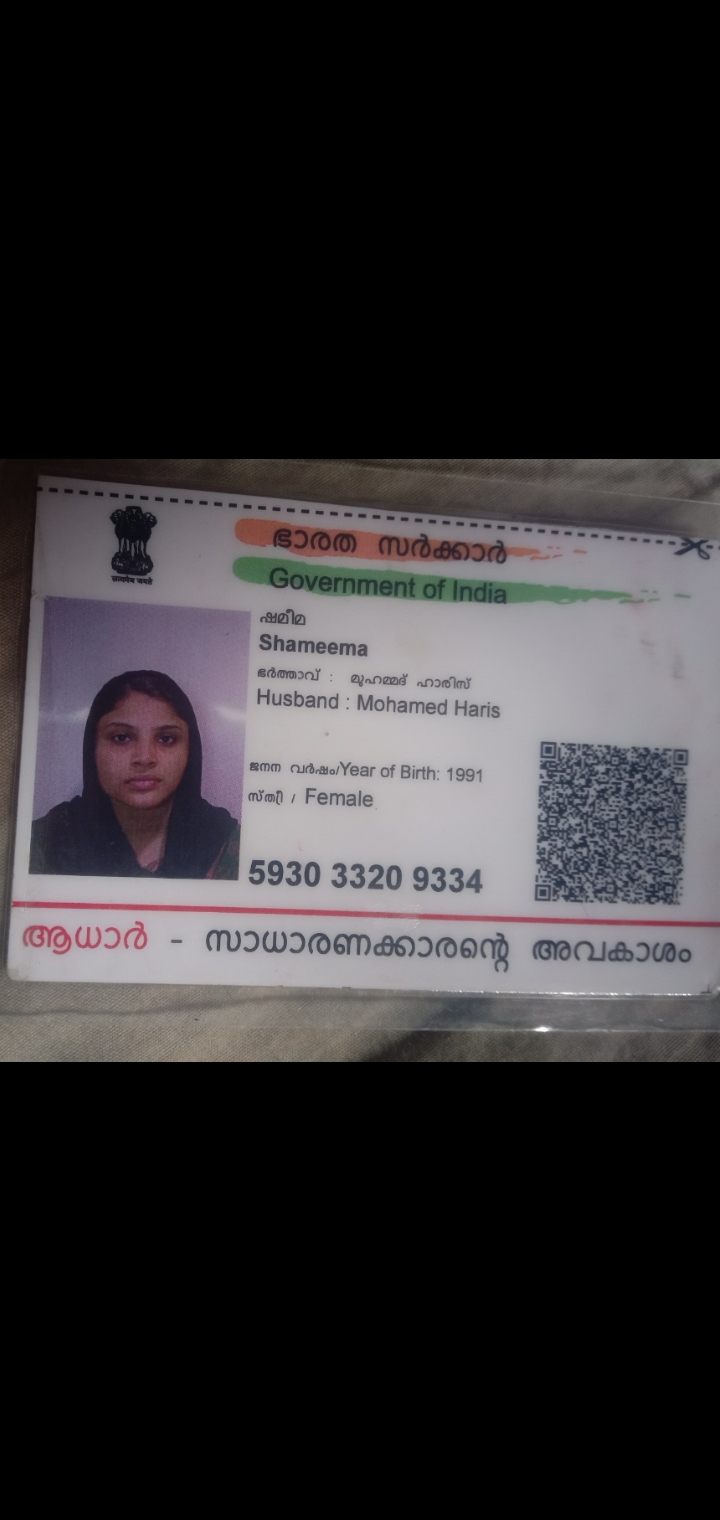 ഭാരത സർക്കാർ
Government of India
सत्यमेव जयते
ഷമീമ
Shameema
ഭർത്താവ് : മുഹമ്മദ് ഹാരിസ്
Husband : Mohamed Haris
ജനന വർഷം/Year of Birth: 1991
സ്ത്രീ / Female
5930 3320 9334
ആധാർ - സാധാരണക്കാരന്റെ അവകാശം